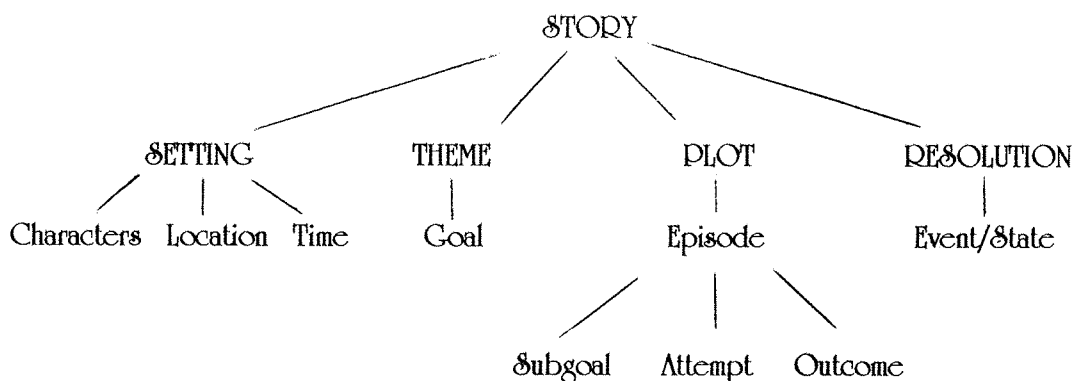 STORY
SETTING THEME PLOT RESOLUTION
Characters Location Time Goal Episode Event/State
Subgoal Attempt Outcome